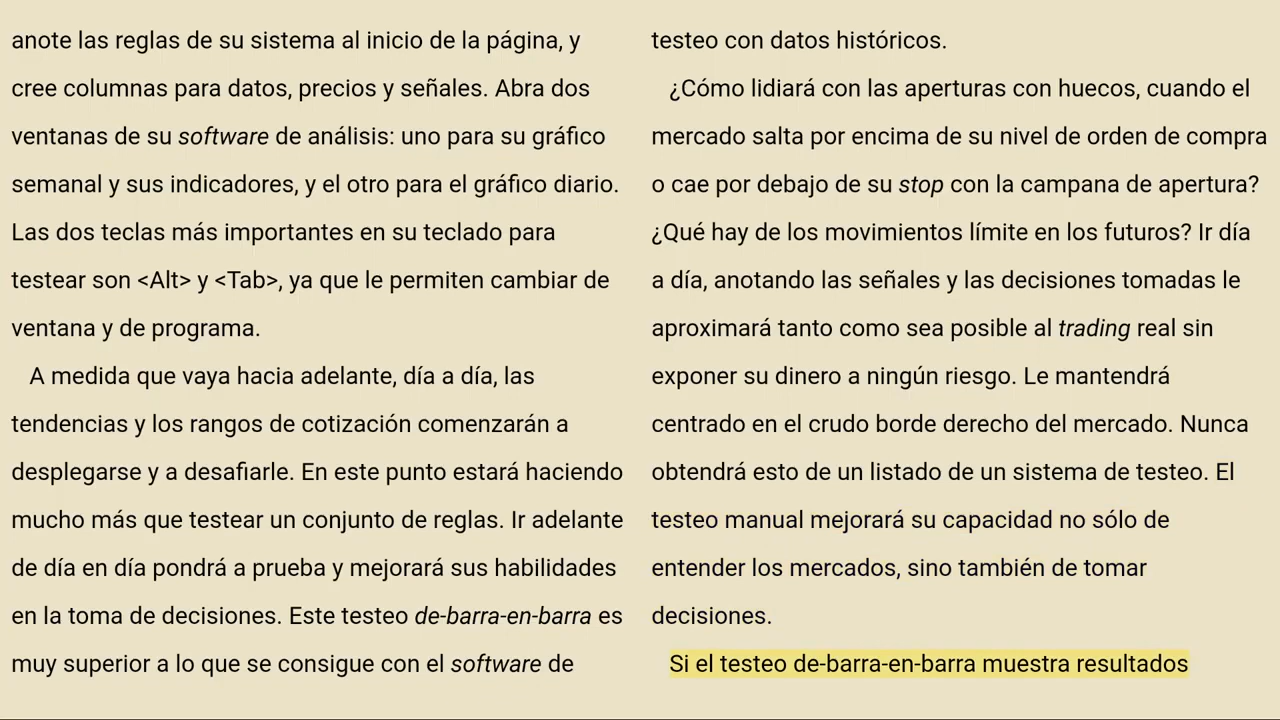 anote las reglas de su sistema al inicio de la página, y
cree columnas para datos, precios y señales. Abra dos
ventanas de su software de análisis: uno para su gráfico
semanal y sus indicadores, y el otro para el gráfico diario.
Las dos teclas más importantes en su teclado para
testear son <Alt> y <Tab>, ya que le permiten cambiar de
ventana y de programa.
A medida que vaya hacia adelante, día a día, las
tendencias y los rangos de cotización comenzarán a
desplegarse y a desafiarle. En este punto estará haciendo
mucho más que testear un conjunto de reglas. Ir adelante
de día en día pondrá a prueba y mejorará sus habilidades
en la toma de decisiones. Este testeo de-barra-en-barra es
muy superior a lo que se consigue con el software de
testeo con datos históricos.
¿Cómo lidiará con las aperturas con huecos, cuando el
mercado salta por encima de su nivel de orden de compra
o cae por debajo de su stop con la campana de apertura?
¿Qué hay de los movimientos límite en los futuros? Ir día
a día, anotando las señales y las decisiones tomadas le
aproximará tanto como sea posible al trading real sin
exponer su dinero a ningún riesgo. Le mantendrá
centrado en el crudo borde derecho del mercado. Nunca
obtendrá esto de un listado de un sistema de testeo. El
testeo manual mejorará su capacidad no sólo de
entender los mercados, sino también de tomar
decisiones.
Si el testeo de-barra-en-barra muestra resultados